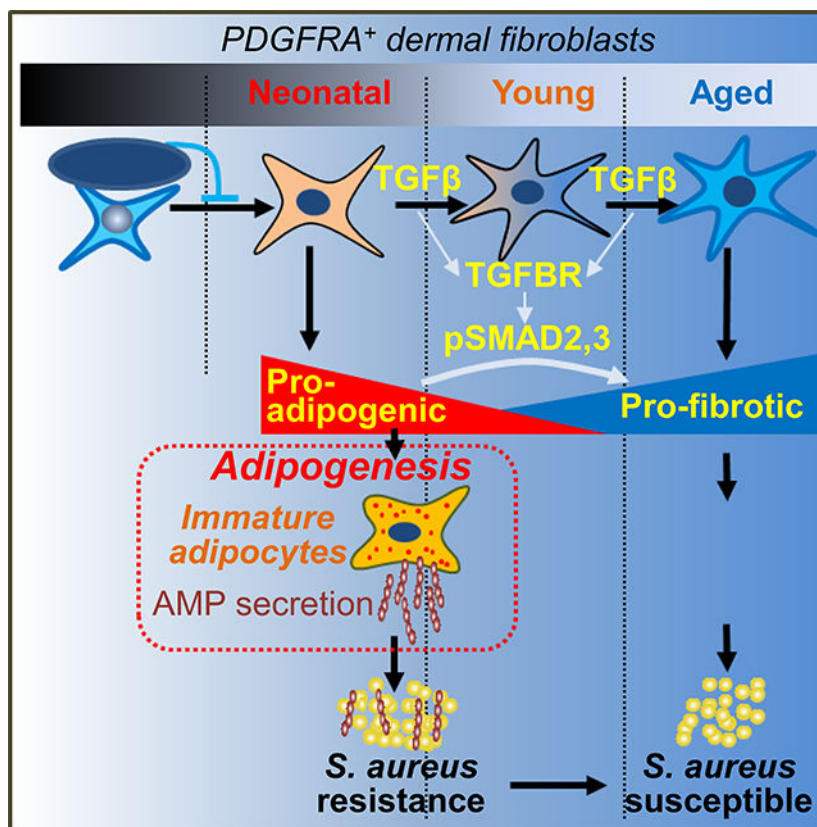 PDGFRA⁺ dermal fibroblasts
Neonatal Young Aged
TGFβ TGFβ
TGFBR
pSMAD2,3
Pro-
adipogenic
Pro-fibrotic
Adipogenesis
Immature
adipocytes
AMP secretion
S. aureus
resistance
S. aureus
susceptible